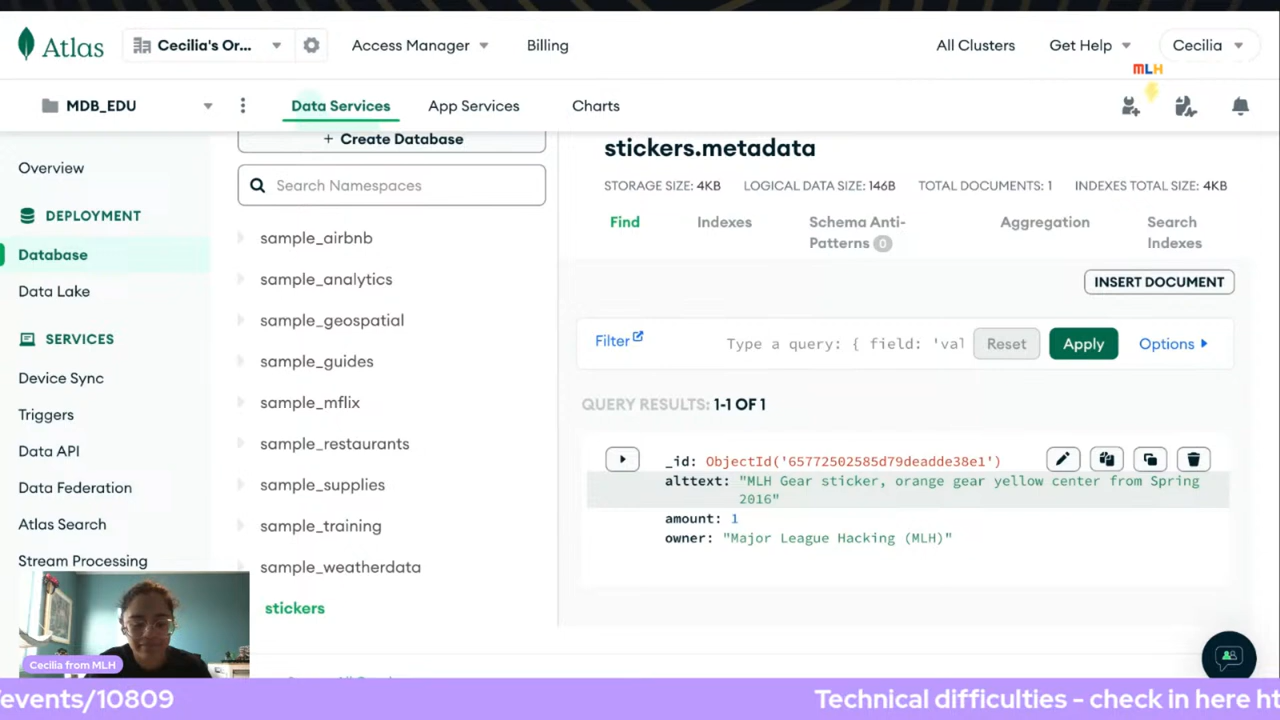 Atlas
Cecilia's Or...
Access Manager
Billing
All Clusters
Get Help
Cecilia
MLH
MDB_EDU
Data Services
App Services
Charts
Overview
DEPLOYMENT
Database
Data Lake
SERVICES
Device Sync
Triggers
Data API
Data Federation
Atlas Search
Stream Processing
+ Create Database
Search Namespaces
sample_airbnb
sample_analytics
sample_geospatial
sample_guides
sample_mflix
sample_restaurants
sample_supplies
sample_training
sample_weatherdata
stickers
stickers.metadata
STORAGE SIZE: 4KB LOGICAL DATA SIZE: 146B TOTAL DOCUMENTS: 1 INDEXES TOTAL SIZE: 4KB
Find
Indexes
Schema Anti-
Patterns 0
Aggregation
Search
Indexes
INSERT DOCUMENT
Filter
Type a query: { field: 'val
Reset
Apply
Options
QUERY RESULTS: 1-1 OF 1
_id: ObjectId('65772502585d79deadde38e1')
alttext: "MLH Gear sticker, orange gear yellow center from Spring
2016"
amount: 1
owner: "Major League Hacking (MLH)"
Cecilia from MLH
/events/10809
Technical difficulties - check in here ht